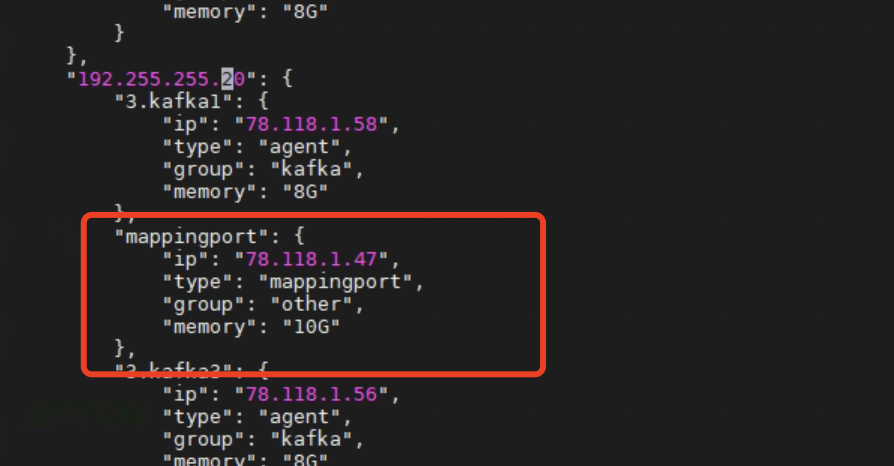 "memory": "8G"
}
},
"192.255.255.20": {
"3.kafka1": {
"ip": "78.118.1.58",
"type": "agent",
"group": "kafka",
"memory": "8G"
},
"mappingport": {
"ip": "78.118.1.47",
"type": "mappingport",
"group": "other",
"memory": "10G"
},
"3.kafka3": {
"ip": "78.118.1.56",
"type": "agent",
"group": "kafka",
"memory": "8G"